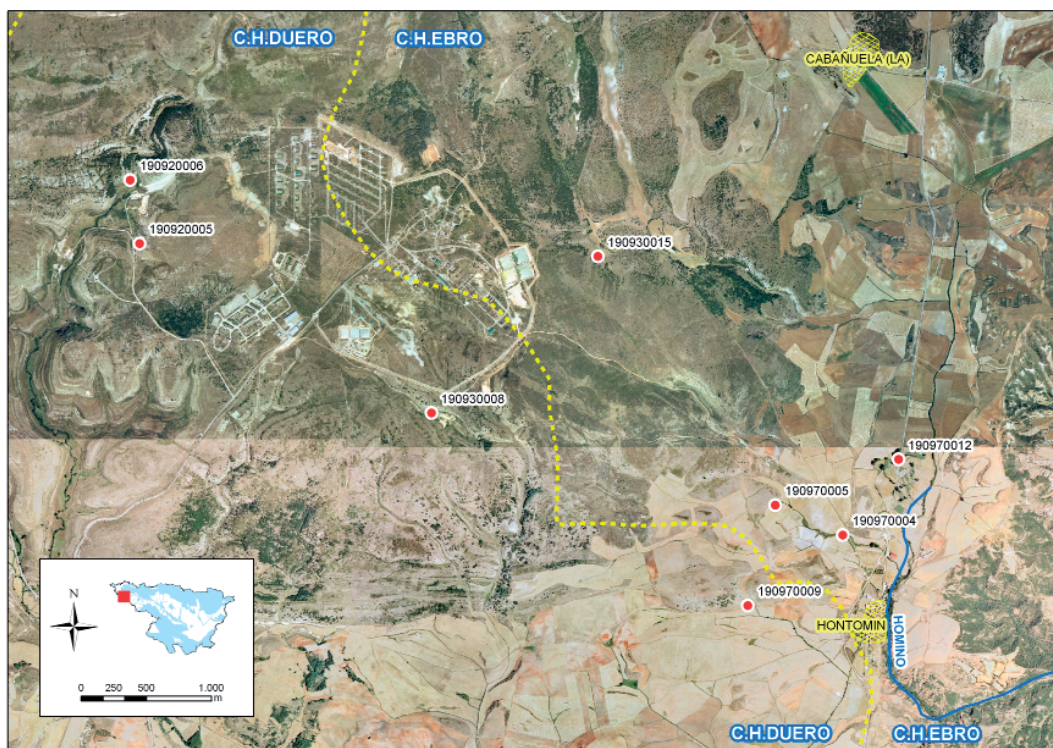 C.H.DUERO
C.H.EBRO
CABAÑUELA (LA)
190920006
190920005
190930015
190930008
190970012
190970005
190970004
190970009
HONTOMIN
HOMINO
N
0 250 500 1.000
m
C.H.DUERO
C.H.EBRO